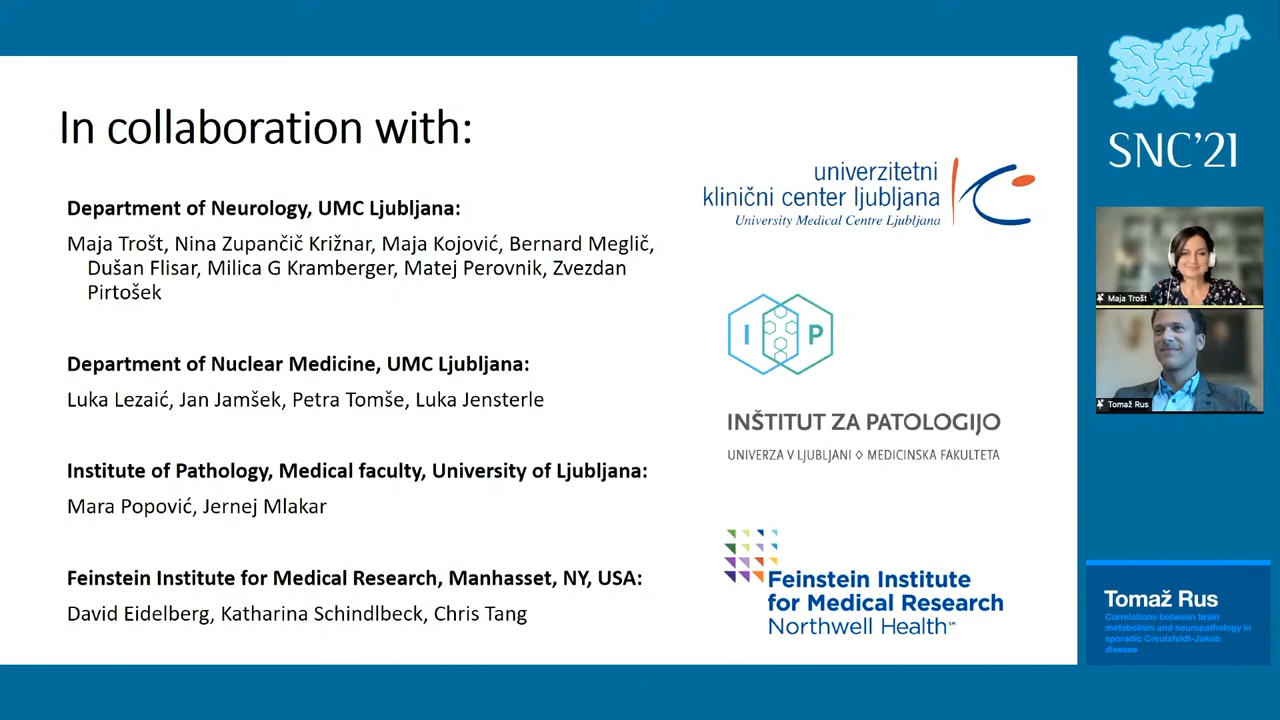 In collaboration with:
Department of Neurology, UMC Ljubljana:
Maja Trošt, Nina Zupančič Križnar, Maja Kojović, Bernard Meglič,
Dušan Flisar, Milica G Kramberger, Matej Perovnik, Zvezdan
Pirtošek
Department of Nuclear Medicine, UMC Ljubljana:
Luka Lezaić, Jan Jamšek, Petra Tomše, Luka Jensterle
Institute of Pathology, Medical faculty, University of Ljubljana:
Mara Popović, Jernej Mlakar
Feinstein Institute for Medical Research, Manhasset, NY, USA:
David Eidelberg, Katharina Schindlbeck, Chris Tang
univerzitetni
klinični center ljubljana
University Medical Centre Ljubljana
I P
INŠTITUT ZA PATOLOGIJO
UNIVERZA V LJUBLJANI ◊ MEDICINSKA FAKULTETA
Feinstein Institute
for Medical Research
Northwell Health℠
SNC'21
Maja Trošt
Tomaž Rus
Tomaž Rus
Correlations between brain
metabolism and neuropathology in
sporadic Creutzfeldt-Jakob
disease